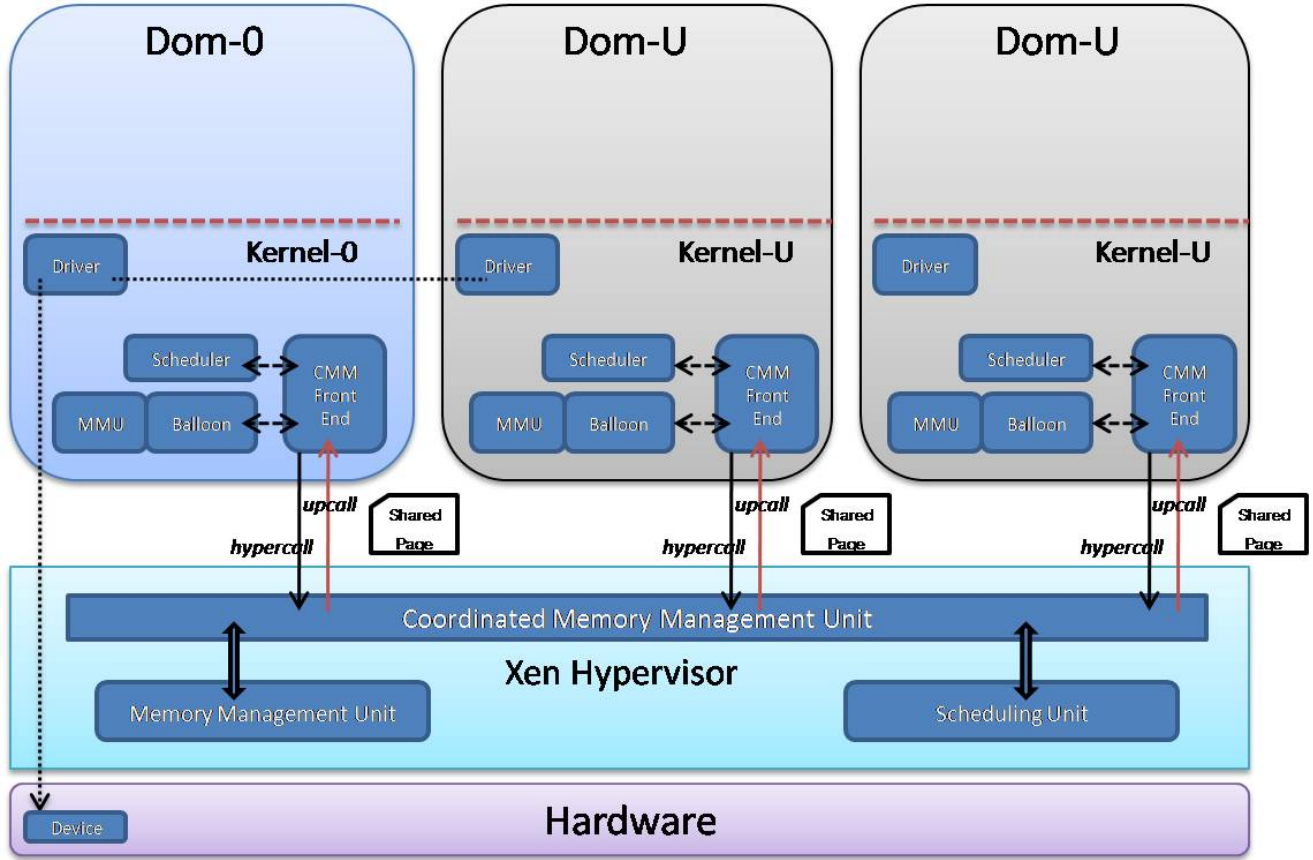 Dom-0
Dom-U
Dom-U
Kernel-0
Kernel-U
Kernel-U
Driver
Driver
Driver
Scheduler
CMM
Front
End
MMU
Balloon
Scheduler
CMM
Front
End
MMU
Balloon
Scheduler
CMM
Front
End
MMU
Balloon
upcall
hypercall
Shared
Page
upcall
hypercall
Shared
Page
upcall
hypercall
Shared
Page
Coordinated Memory Management Unit
Xen Hypervisor
Memory Management Unit
Scheduling Unit
Device
Hardware